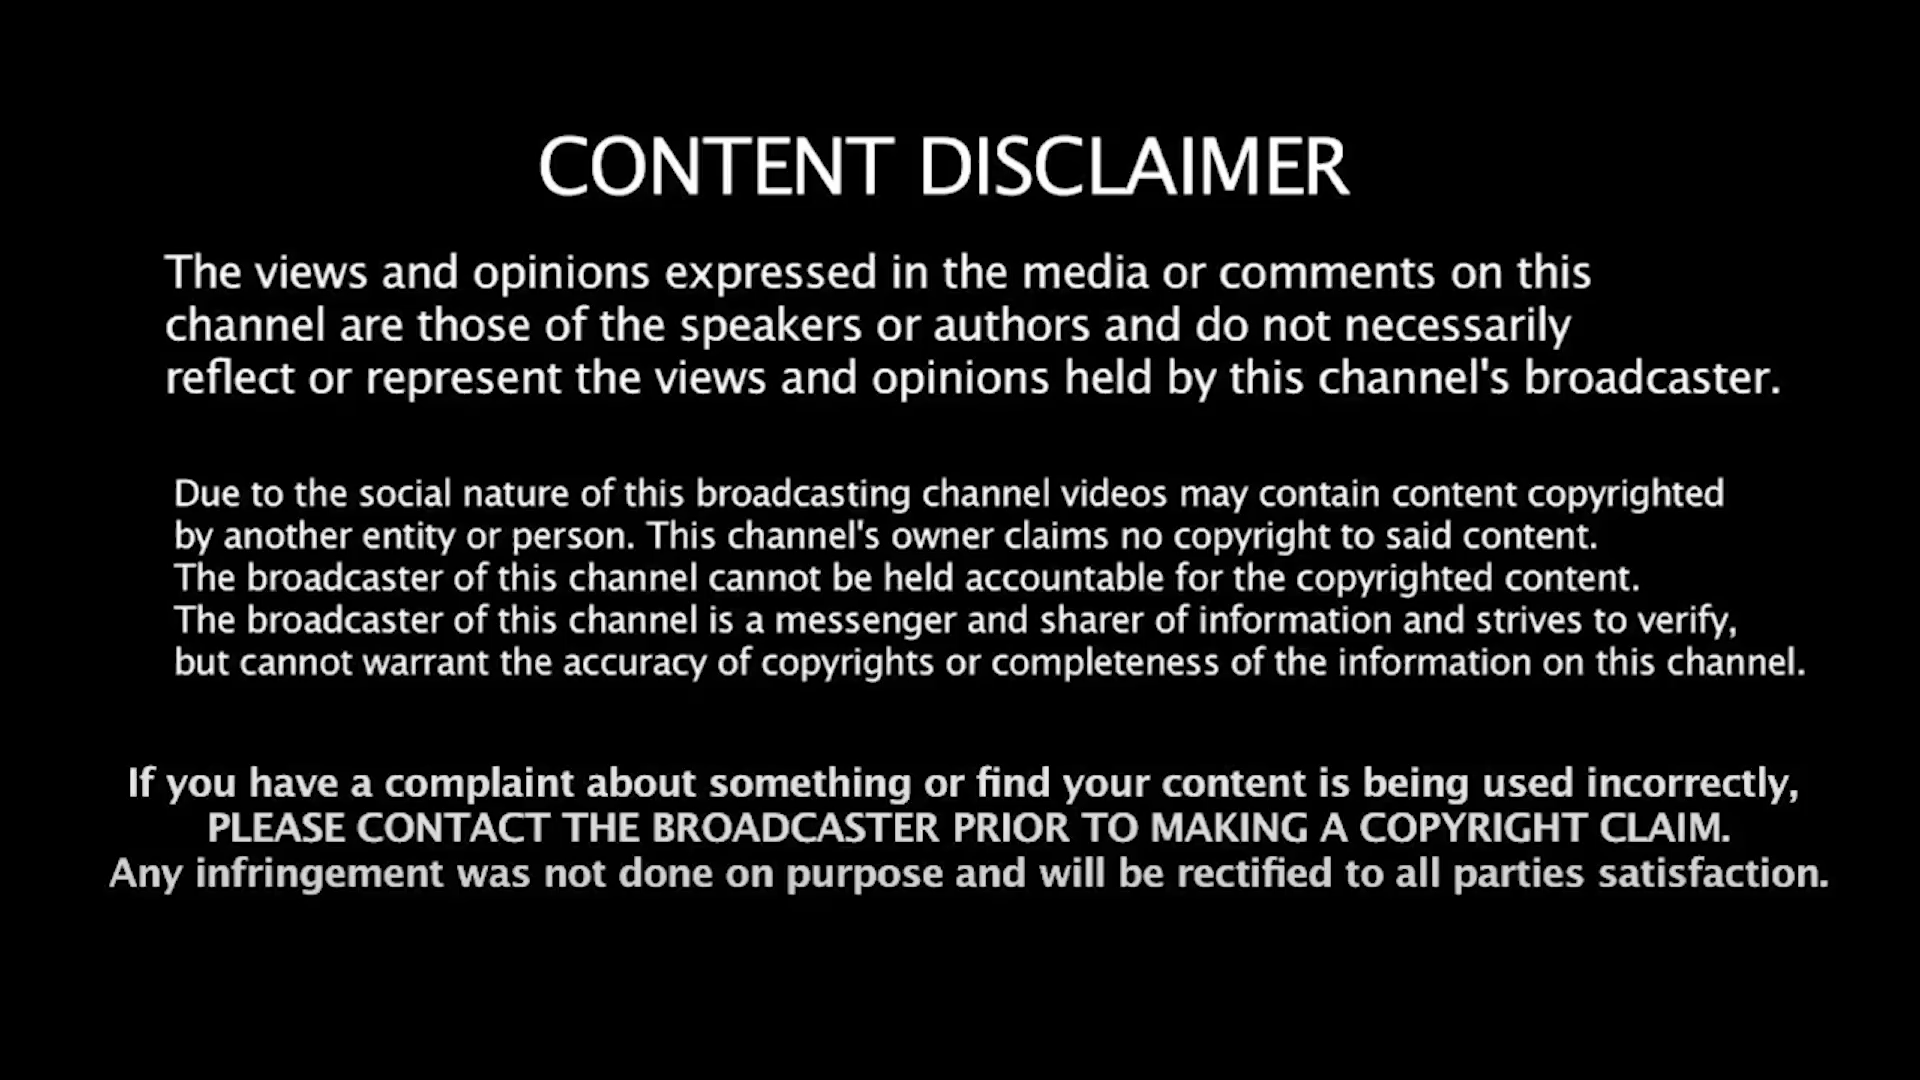 CONTENT DISCLAIMER
The views and opinions expressed in the media or comments on this
channel are those of the speakers or authors and do not necessarily
reflect or represent the views and opinions held by this channel's broadcaster.
Due to the social nature of this broadcasting channel videos may contain content copyrighted
by another entity or person. This channel's owner claims no copyright to said content.
The broadcaster of this channel cannot be held accountable for the copyrighted content.
The broadcaster of this channel is a messenger and sharer of information and strives to verify,
but cannot warrant the accuracy of copyrights or completeness of the information on this channel.
If you have a complaint about something or find your content is being used incorrectly,
PLEASE CONTACT THE BROADCASTER PRIOR TO MAKING A COPYRIGHT CLAIM.
Any infringement was not done on purpose and will be rectified to all parties satisfaction.